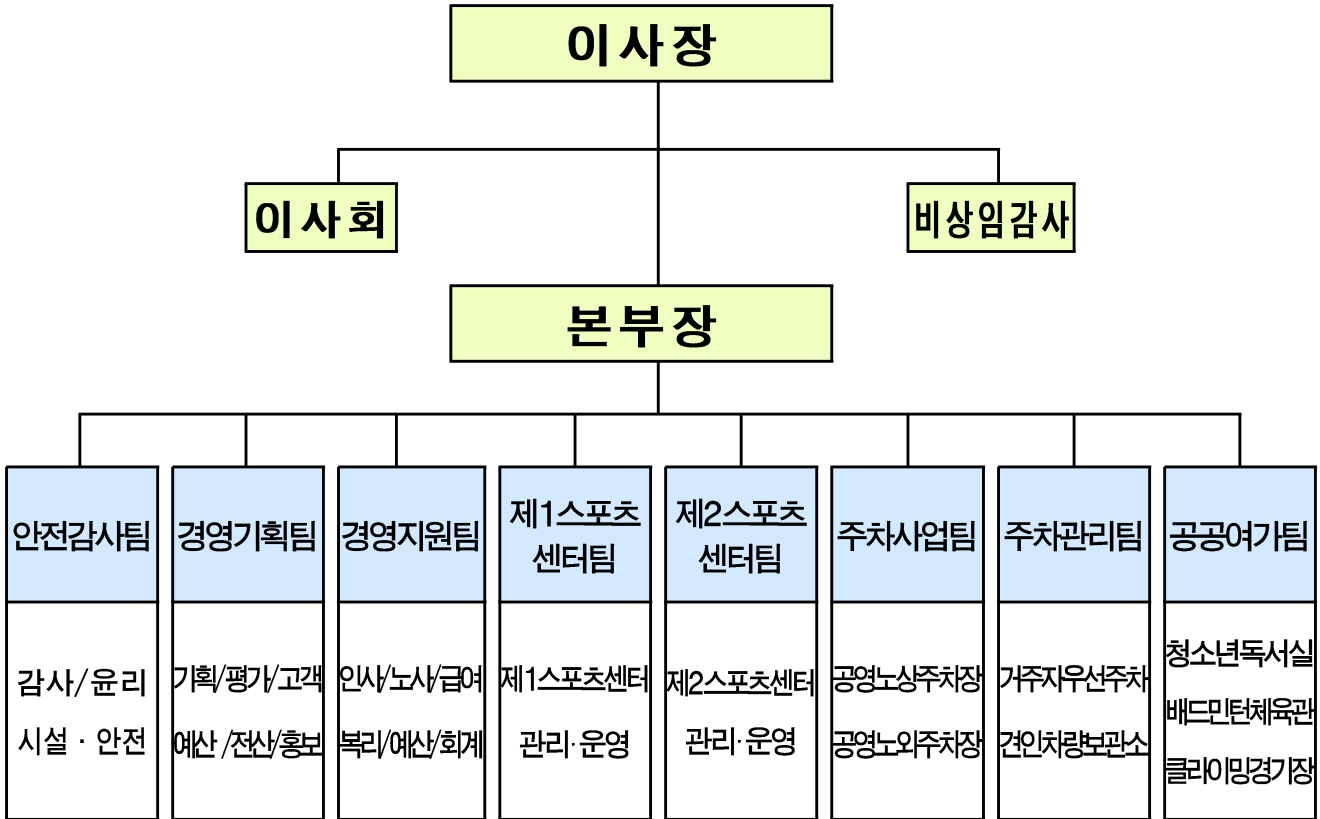 이사장
이사회
비상임감사
본부장
안전감사팀
경영기획팀
경영지원팀
제1스포츠
센터팀
제2스포츠
센터팀
주차사업팀
주차관리팀
공공여가팀
감사/윤리
시설 · 안전
기획/평가/고객
예산 /전산/홍보
인사/노사/급여
복리/예산/회계
제1스포츠센터
관리·운영
제2스포츠센터
관리·운영
공영노상주차장
공영노외주차장
거주자우선주차
견인차량보관소
청소년독서실
배드민턴체육관
클라이밍경기장